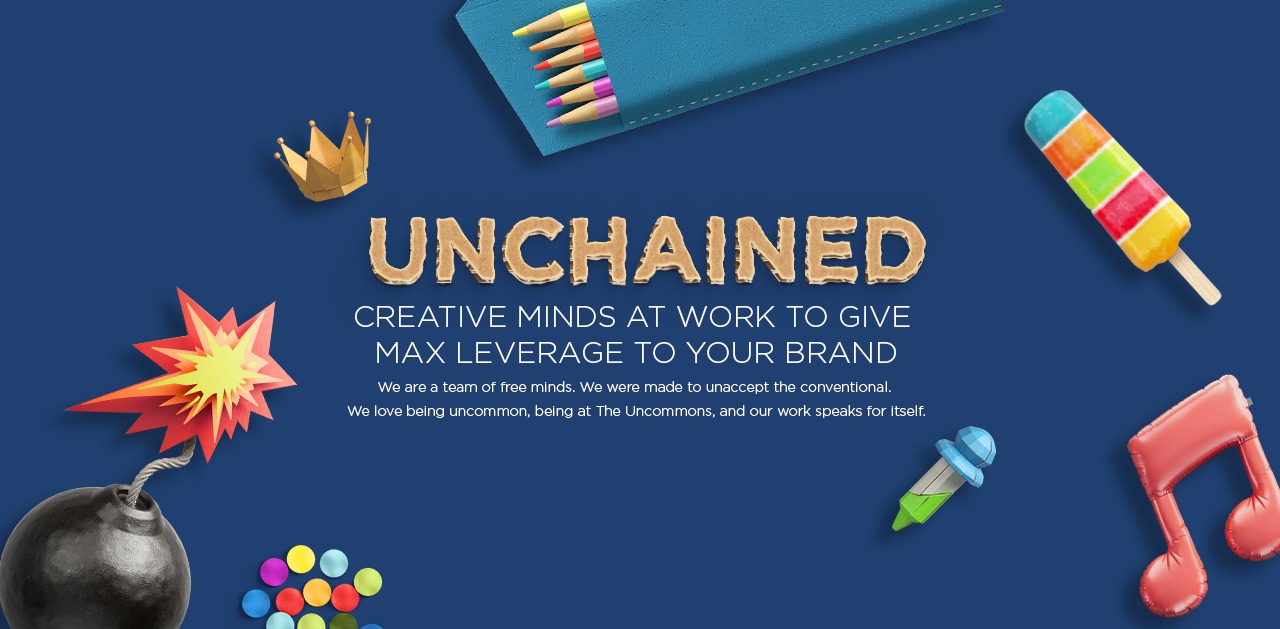 UNCHAINED
CREATIVE MINDS AT WORK TO GIVE
MAX LEVERAGE TO YOUR BRAND
We are a team of free minds. We were made to unaccept the conventional.
We love being uncommon, being at The Uncommons, and our work speaks for itself.